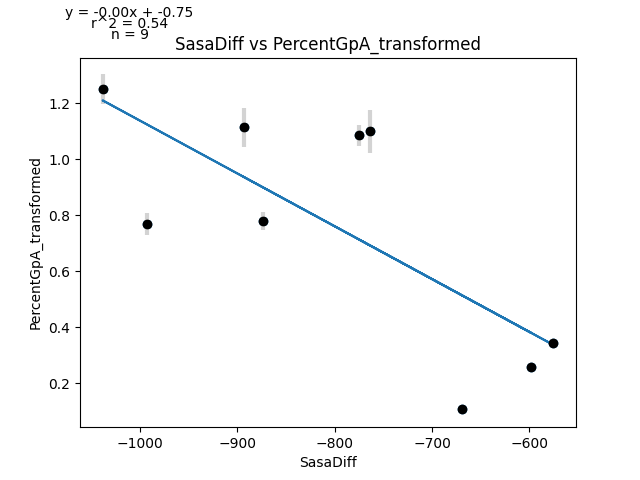 y = -0.00x + -0.75
r^2 = 0.54
n = 9
SasaDiff vs PercentGpA_transformed
1.2
1.0
0.8
0.6
0.4
0.2
PercentGpA_transformed
−1000
−900
−800
−700
−600
SasaDiff